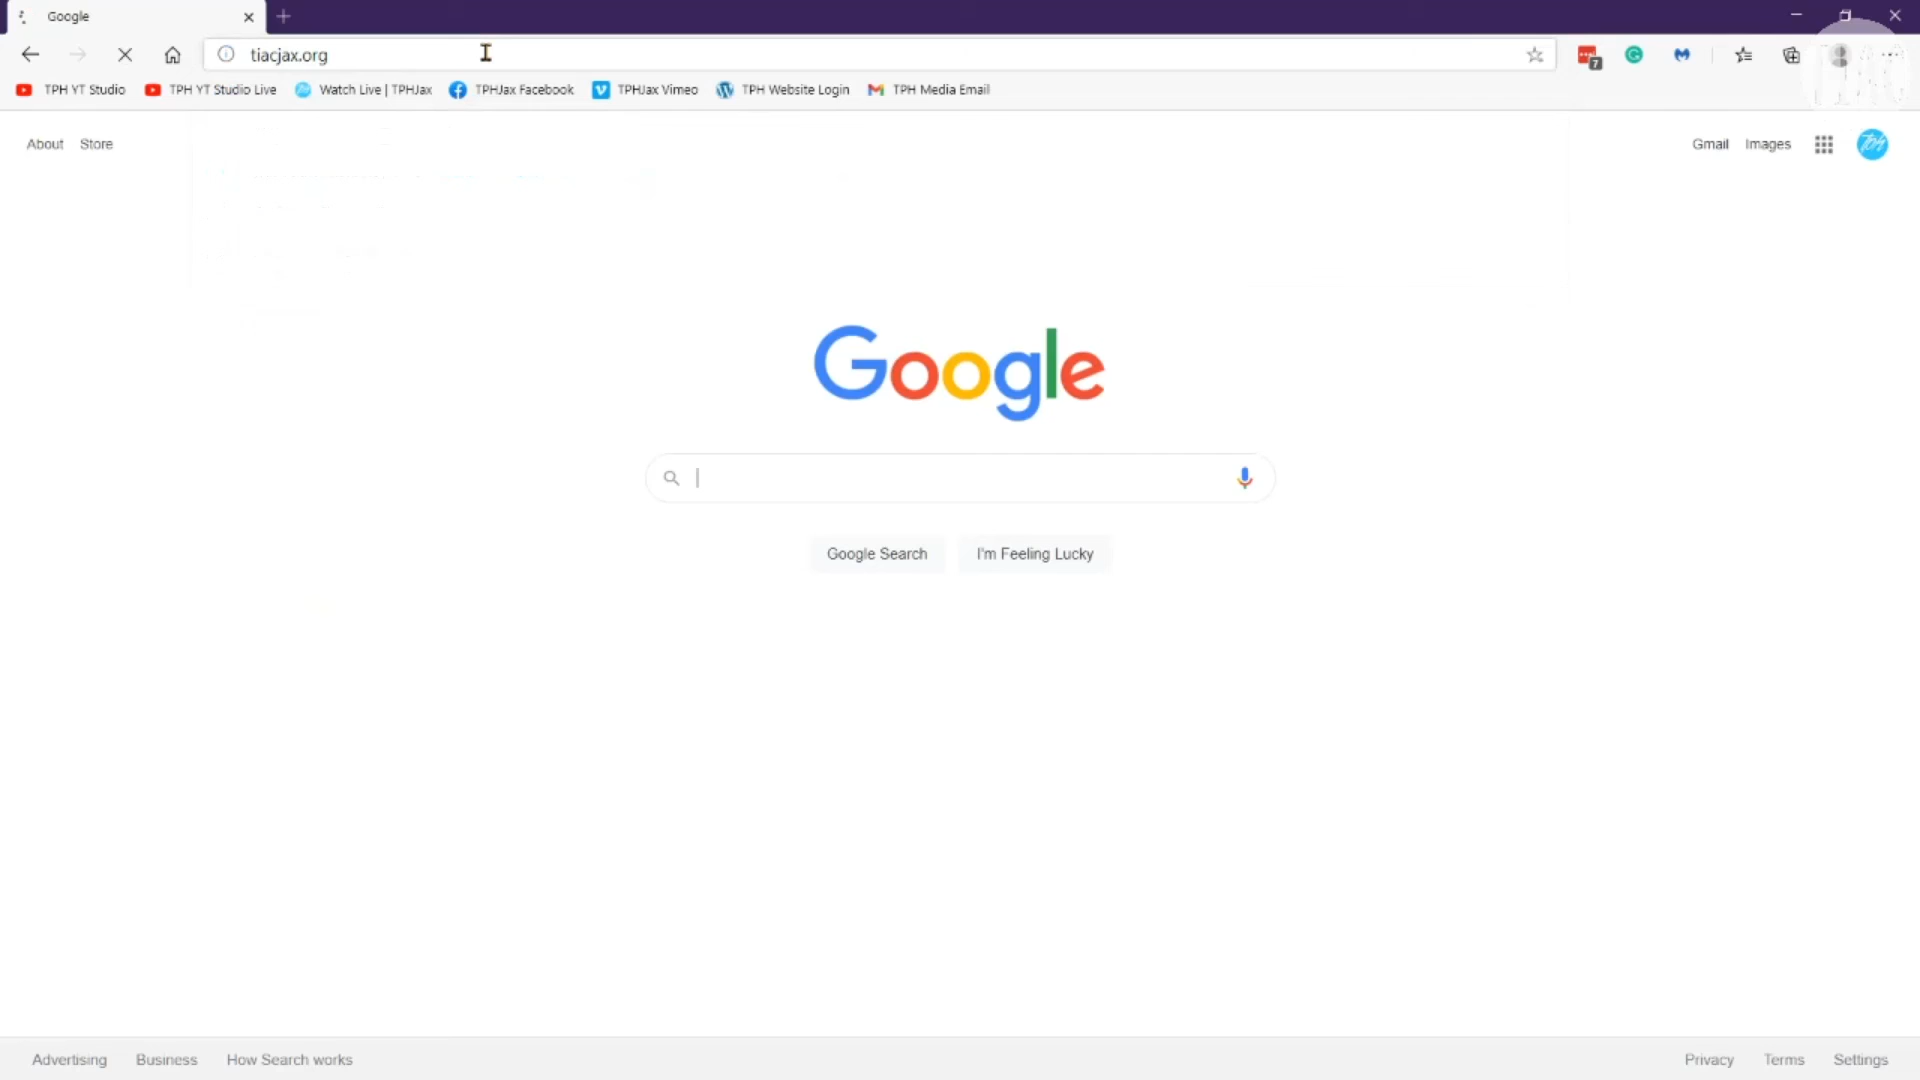 Google
tiacjax.org
7
TPH YT Studio TPH YT Studio Live Watch Live | TPHJax TPHJax Facebook TPHJax Vimeo TPH Website Login TPH Media Email
About Store Gmail Images
Google
Google Search I'm Feeling Lucky
Advertising Business How Search works Privacy Terms Settings